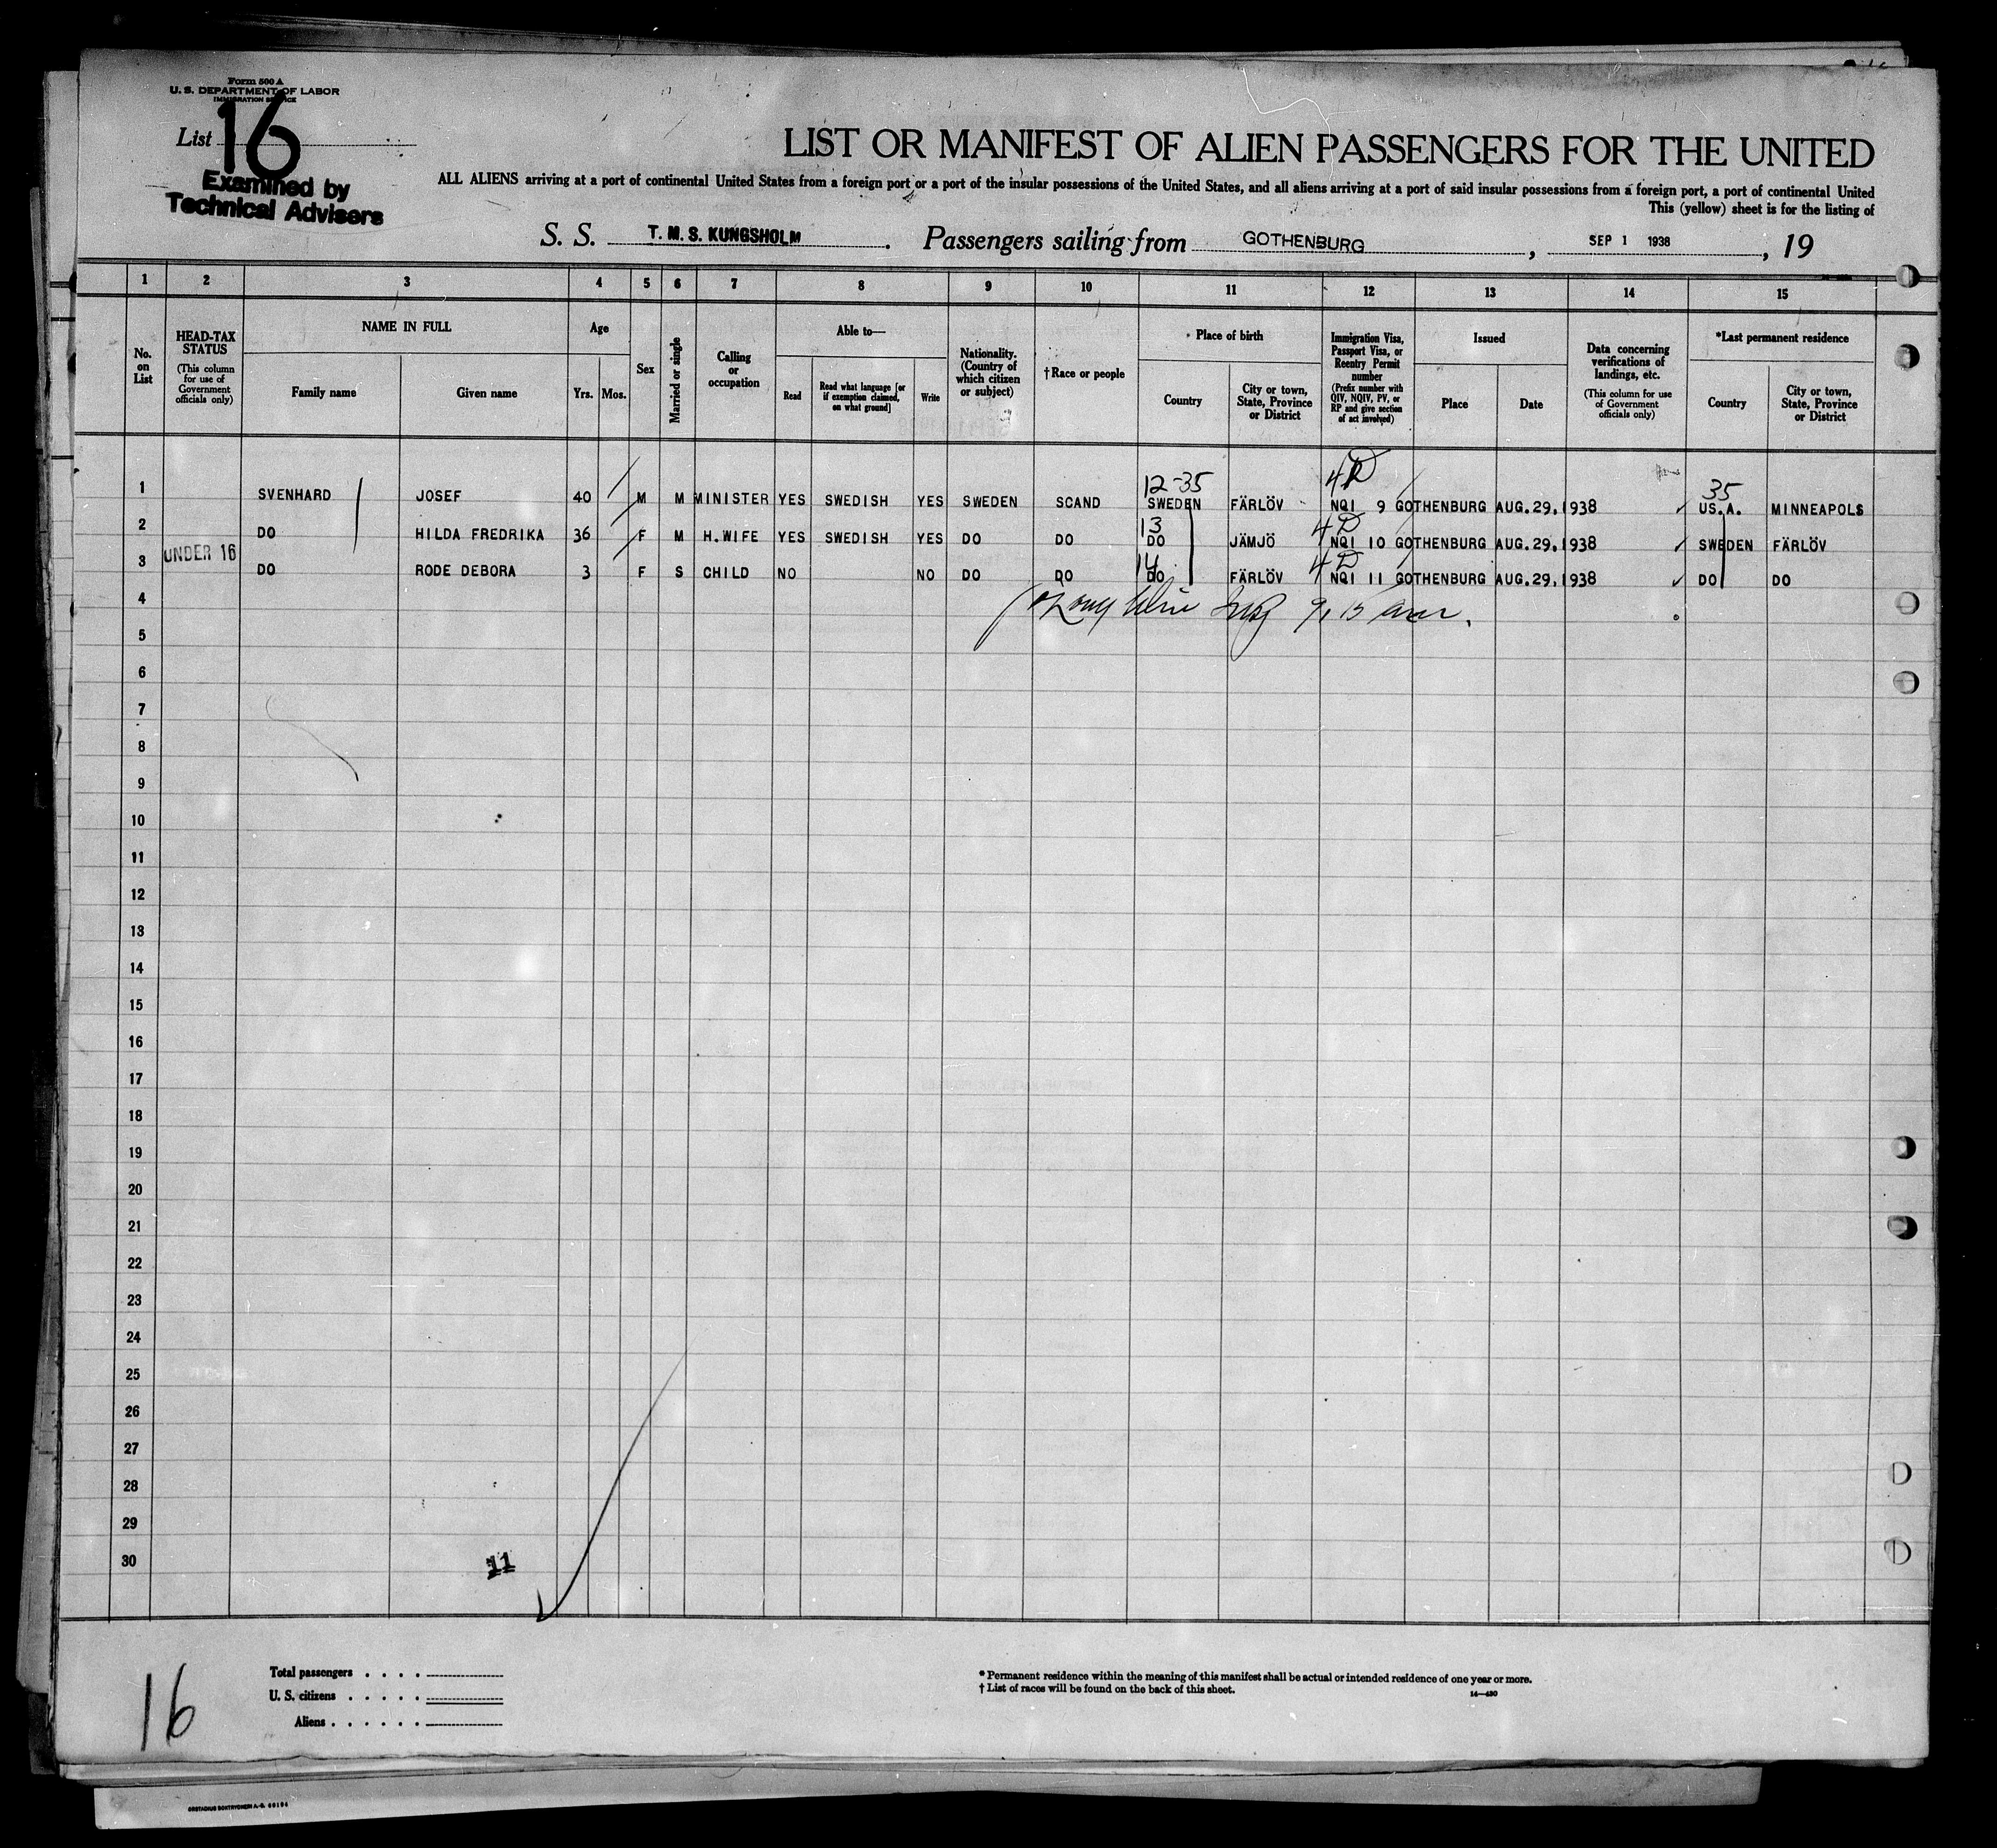 Form 500 A
U. S. DEPARTMENT OF LABOR
IMMIGRATION SERVICE
List 16
Examined by
Technical Advisers
LIST OR MANIFEST OF ALIEN PASSENGERS FOR THE UNITED
ALL ALIENS arriving at a port of continental United States from a foreign port or a port of the insular possessions of the United States, and all aliens arriving at a port of said insular possessions from a foreign port, a port of continental United
This (yellow) sheet is for the listing of
S. S. T. M. S. KUNGSHOLM . Passengers sailing from GOTHENBURG , SEP 1 1938 , 19
1 2 3 4 5 6 7 8 9 10 11 12 13 14 15
No. on List
HEAD-TAX STATUS (This column for use of Government officials only)
NAME IN FULL
Family name
Given name
Age
Yrs. Mos.
Sex
Married or single
Calling or occupation
Able to—
Read
Read what language [or if exemption claimed, on what ground]
Write
Nationality. (Country of which citizen or subject)
†Race or people
Place of birth
Country
City or town, State, Province or District
Immigration Visa, Passport Visa, or Reentry Permit number (Prefix number with QIV, NQIV, PV, or RP and give section of act involved)
Issued
Place
Date
Data concerning verifications of landings, etc. (This column for use of Government officials only)
*Last permanent residence
Country
City or town, State, Province or District
12-35 4D 35
1 SVENHARD JOSEF 40 M M MINISTER YES SWEDISH YES SWEDEN SCAND SWEDEN FÄRLÖV NQI 9 GOTHENBURG AUG.29,1938 US.A. MINNEAPOLS
13 4D
2 DO HILDA FREDRIKA 36 F M H.WIFE YES SWEDISH YES DO DO DO JÄMJÖ NQI 10 GOTHENBURG AUG.29,1938 SWEDEN FÄRLÖV
UNDER 16 14 4D
3 DO RODE DEBORA 3 F S CHILD NO NO DO DO DO FÄRLÖV NQI 11 GOTHENBURG AUG.29,1938 DO DO
4
5
6
7
8
9
10
11
12
13
14
15
16
17
18
19
20
21
22
23
24
25
26
27
28
29
30
11
16
Total passengers
U. S. citizens
Aliens
* Permanent residence within the meaning of this manifest shall be actual or intended residence of one year or more.
† List of races will be found on the back of this sheet.
14—430